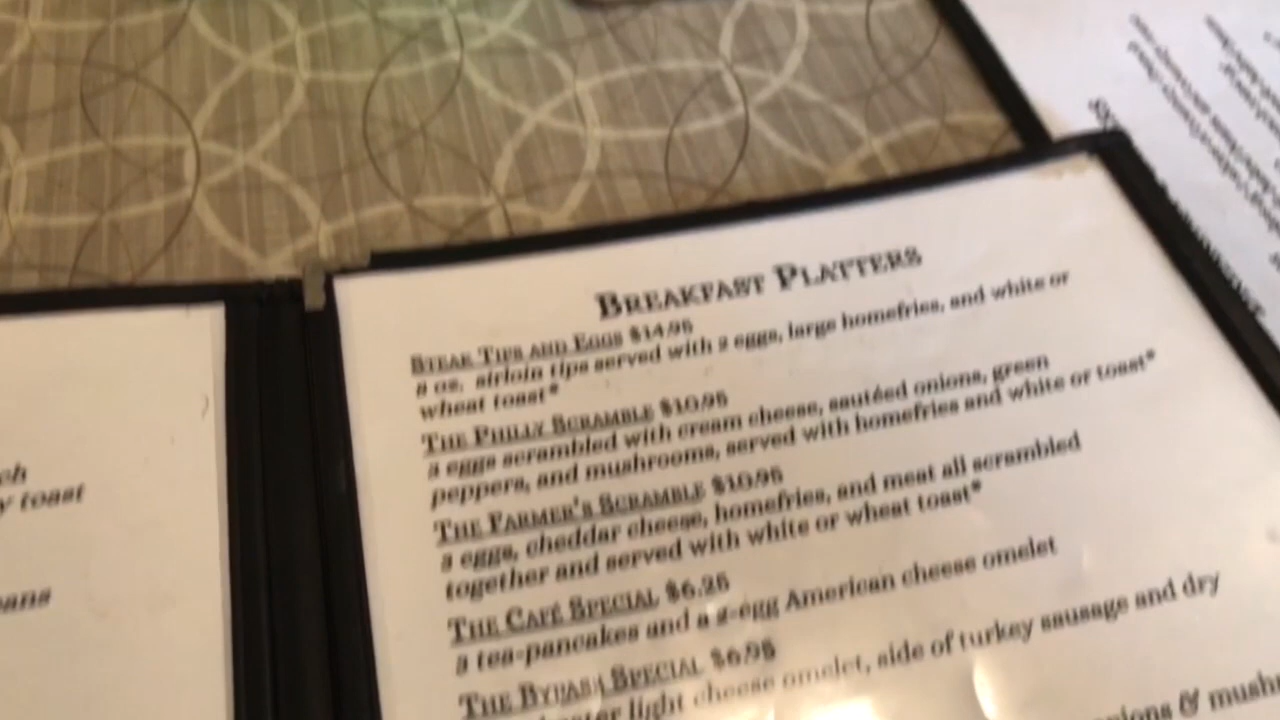 BREAKFAST PLATTERS
STEAK TIPS AND EGGS $14.95
8 oz. sirloin tips served with 2 eggs, large homefries, and white or
wheat toast*
THE PHILLY SCRAMBLE $10.95
3 eggs scrambled with cream cheese, sautéed onions, green
peppers, and mushrooms, served with homefries and white or toast*
THE FARMER'S SCRAMBLE $10.95
3 eggs, cheddar cheese, homefries, and meat all scrambled
together and served with white or wheat toast*
THE CAFÉ SPECIAL $6.25
3 tea-pancakes and a 2-egg American cheese omelet
THE BYPASS SPECIAL $6.95
light cheese omelet, side of turkey sausage and dry
& mush
ch
y toast
eans